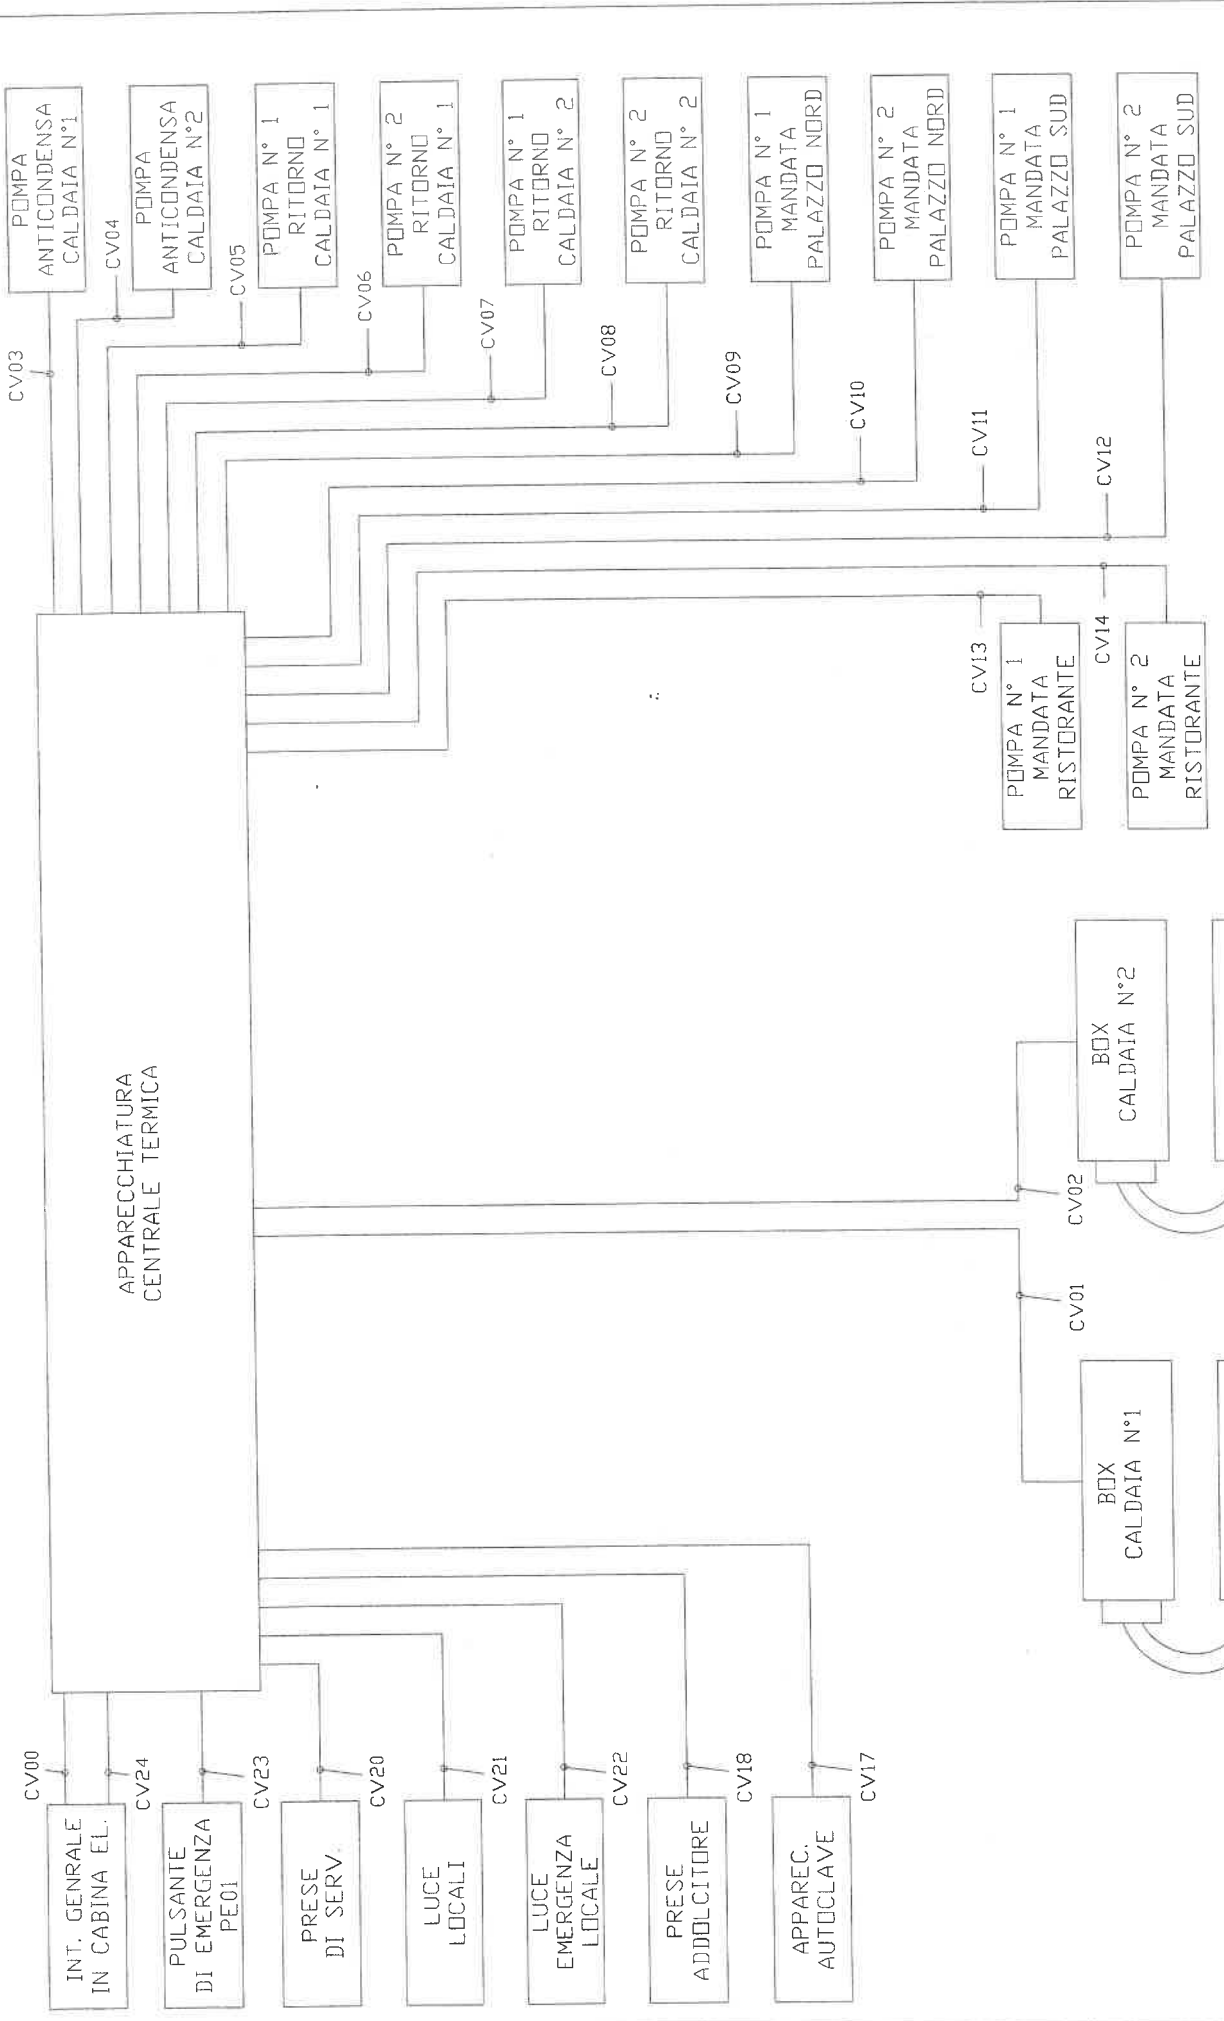 APPARECCHIATURA
CENTRALE TERMICA
INT. GENRALE
IN CABINA EL.
CV00
CV24
PULSANTE
DI EMERGENZA
PE01
CV23
PRESE
DI SERV.
CV20
LUCE
LOCALI
CV21
LUCE
EMERGENZA
LOCALE
CV22
PRESE
ADDOLCITORE
CV18
APPAREC.
AUTOCLAVE
CV17
BOX
CALDAIA N°1
CV01
BOX
CALDAIA N°2
CV02
POMPA
ANTICONDENSA
CALDAIA N°1
CV03
POMPA
ANTICONDENSA
CALDAIA N°2
CV04
POMPA N° 1
RITORNO
CALDAIA N° 1
CV05
POMPA N° 2
RITORNO
CALDAIA N° 1
CV06
POMPA N° 1
RITORNO
CALDAIA N° 2
CV07
POMPA N° 2
RITORNO
CALDAIA N° 2
CV08
POMPA N° 1
MANDATA
PALAZZO NORD
CV09
POMPA N° 2
MANDATA
PALAZZO NORD
CV10
POMPA N° 1
MANDATA
PALAZZO SUD
CV11
POMPA N° 2
MANDATA
PALAZZO SUD
CV12
POMPA N° 1
MANDATA
RISTORANTE
CV13
POMPA N° 2
MANDATA
RISTORANTE
CV14